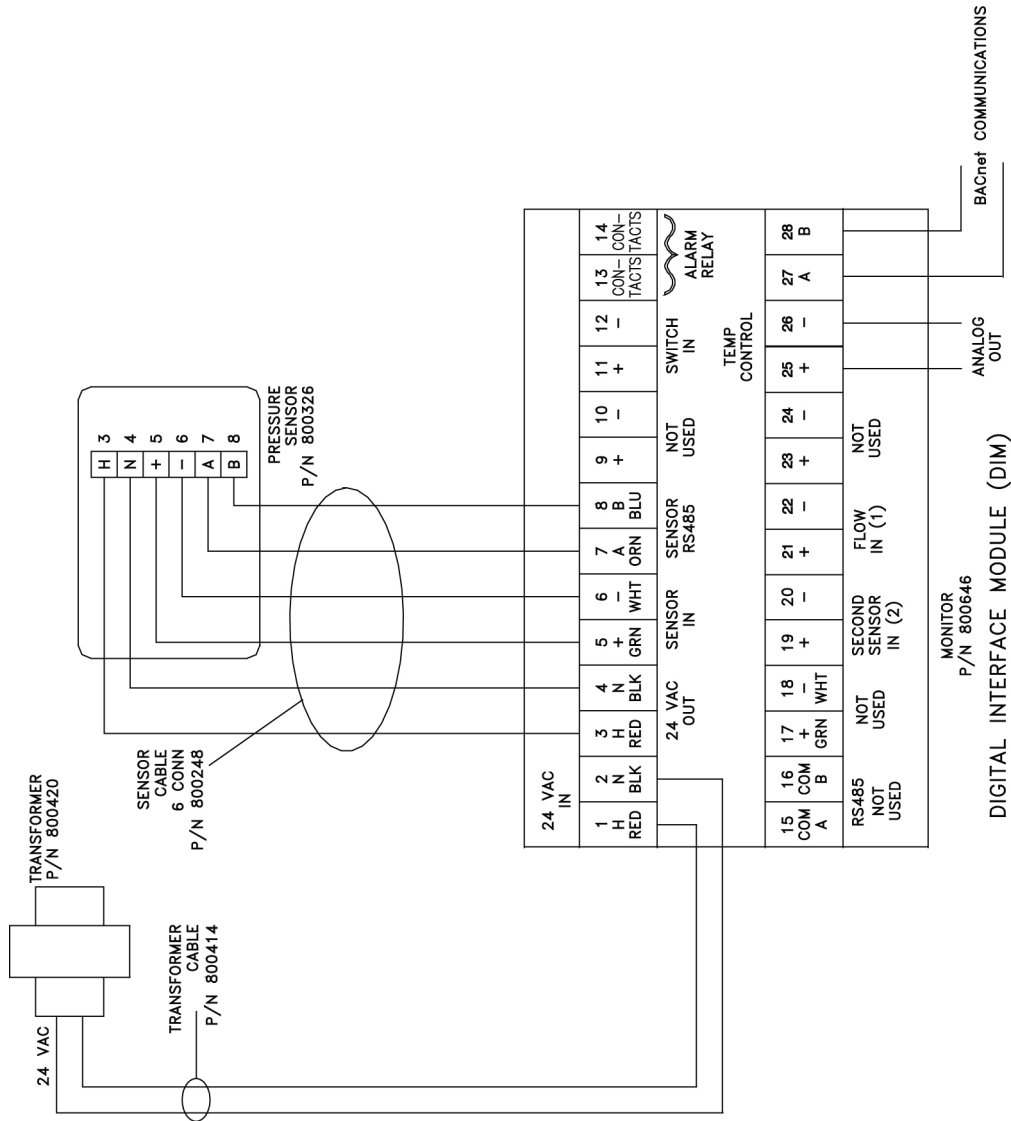 TRANSFORMER
P/N 800420
24 VAC
TRANSFORMER
CABLE
P/N 800414
SENSOR
CABLE
6 CONN
P/N 800248
H 3
N 4
+ 5
- 6
A 7
B 8
PRESSURE
SENSOR
P/N 800326
24 VAC
IN
1 2 3 4 5 6 7 8 9 10 11 12 13 14
H N H N + - A B + - + - CON- CON-
RED BLK RED BLK GRN WHT ORN BLU TACTS TACTS
24 VAC
OUT
SENSOR
IN
SENSOR
RS485
NOT
USED
SWITCH
IN
ALARM
RELAY
TEMP
CONTROL
15 16 17 18 19 20 21 22 23 24 25 26 27 28
COM COM + - + - + - + - + - A B
A B GRN WHT
RS485
NOT
USED
NOT
USED
SECOND
SENSOR
IN (2)
FLOW
IN (1)
NOT
USED
ANALOG
OUT
BACnet COMMUNICATIONS
MONITOR
P/N 800646
DIGITAL INTERFACE MODULE (DIM)